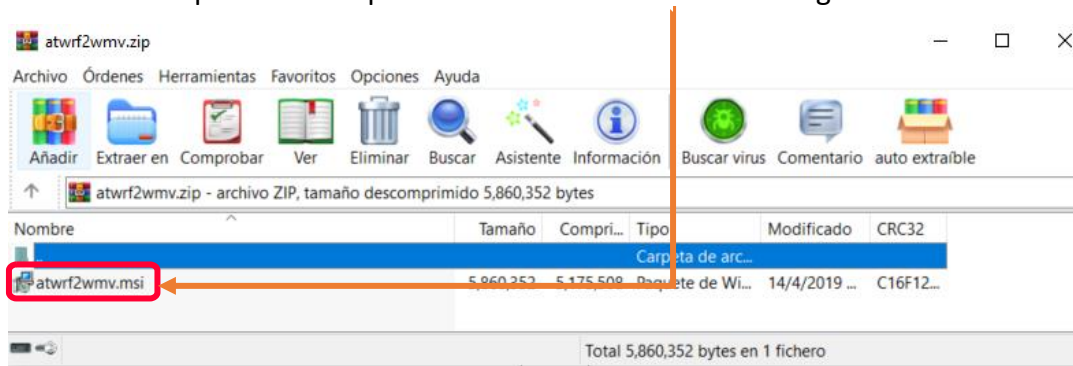 atwrf2wmv.zip
Archivo Órdenes Herramientas Favoritos Opciones Ayuda
Añadir Extraer en Comprobar Ver Eliminar Buscar Asistente Información Buscar virus Comentario auto extraíble
atwrf2wmv.zip - archivo ZIP, tamaño descomprimido 5,860,352 bytes
Nombre Tamaño Compri... Tipo Modificado CRC32
.. Carpeta de arc...
atwrf2wmv.msi 5,860,352 5,175,508 Paquete de Wi... 14/4/2019 ... C16F12...
Total 5,860,352 bytes en 1 fichero